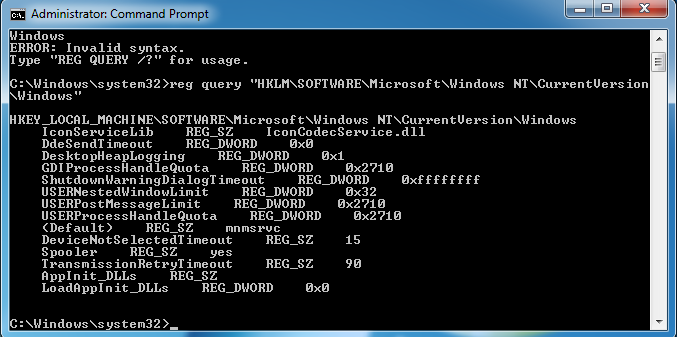 Administrator: Command Prompt
Windows
ERROR: Invalid syntax.
Type "REG QUERY /?" for usage.
C:\Windows\system32>reg query "HKLM\SOFTWARE\Microsoft\Windows NT\CurrentVersion
\Windows"
HKEY_LOCAL_MACHINE\SOFTWARE\Microsoft\Windows NT\CurrentVersion\Windows
IconServiceLib    REG_SZ    IconCodecService.dll
DdeSendTimeout    REG_DWORD    0x0
DesktopHeapLogging    REG_DWORD    0x1
GDIProcessHandleQuota    REG_DWORD    0x2710
ShutdownWarningDialogTimeout    REG_DWORD    0xffffffff
USERNestedWindowLimit    REG_DWORD    0x32
USERPostMessageLimit    REG_DWORD    0x2710
USERProcessHandleQuota    REG_DWORD    0x2710
(Default)    REG_SZ    mnmsrvc
DeviceNotSelectedTimeout    REG_SZ    15
Spooler    REG_SZ    yes
TransmissionRetryTimeout    REG_SZ    90
AppInit_DLLs    REG_SZ
LoadAppInit_DLLs    REG_DWORD    0x0
C:\Windows\system32>_